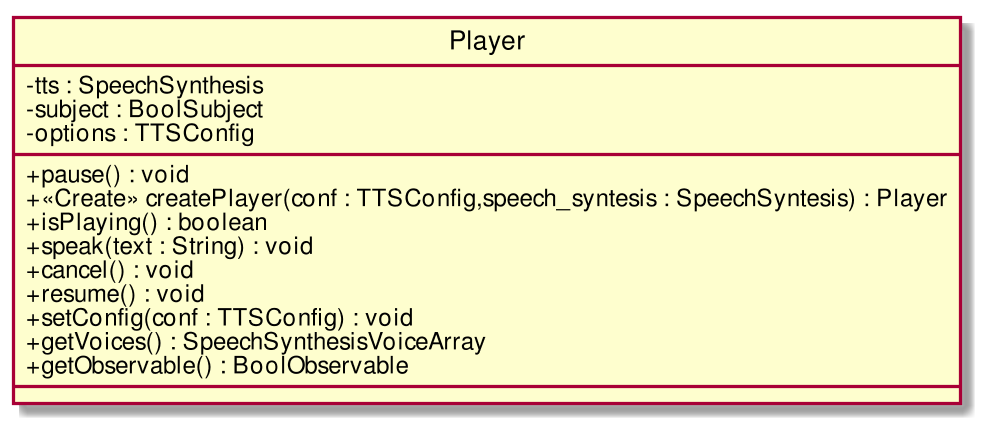 Player
-tts : SpeechSynthesis
-subject : BoolSubject
-options : TTSConfig
+pause() : void
+«Create» createPlayer(conf : TTSConfig,speech_syntesis : SpeechSyntesis) : Player
+isPlaying() : boolean
+speak(text : String) : void
+cancel() : void
+resume() : void
+setConfig(conf : TTSConfig) : void
+getVoices() : SpeechSynthesisVoiceArray
+getObservable() : BoolObservable